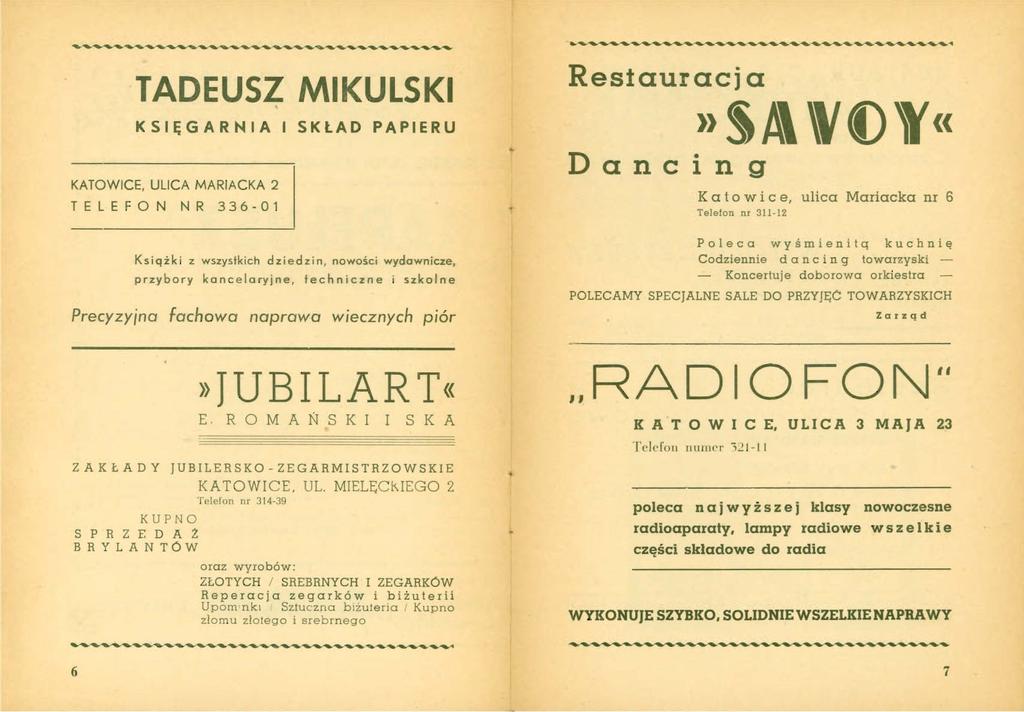 TADEUSZ MIKULSKI
KSIĘGARNIA I SKŁAD PAPIERU
KATOWICE, ULICA MARIACKA 2
TELEFON NR 336-01
Książki z wszystkich dziedzin, nowości wydawnicze,
przybory kancelaryjne, techniczne i szkolne
Precyzyjna fachowa naprawa wiecznych piór
»JUBILART«
E. ROMAŃSKI I SKA
ZAKŁADY JUBILERSKO-ZEGARMISTRZOWSKIE
KATOWICE, UL. MIELĘCKIEGO 2
Telefon nr 314-39
KUPNO
SPRZEDAŻ
BRYLANTÓW
oraz wyrobów:
ZŁOTYCH / SREBRNYCH I ZEGARKÓW
Reperacja zegarków i biżuterii
Upominki / Sztuczna biżuteria / Kupno
złomu złotego i srebrnego
6
Restauracja
»SAVOY«
Dancing
Katowice, ulica Mariacka nr 6
Telefon nr 311-12
Poleca wyśmienitą kuchnię
Codziennie dancing towarzyski —
— Koncertuje doborowa orkiestra —
POLECAMY SPECJALNE SALE DO PRZYJĘĆ TOWARZYSKICH
Zarząd
„RADIOFON"
KATOWICE, ULICA 3 MAJA 23
Telefon numer 321-11
poleca najwyższej klasy nowoczesne
radioaparaty, lampy radiowe wszelkie
części składowe do radia
WYKONUJE SZYBKO, SOLIDNIE WSZELKIE NAPRAWY
7